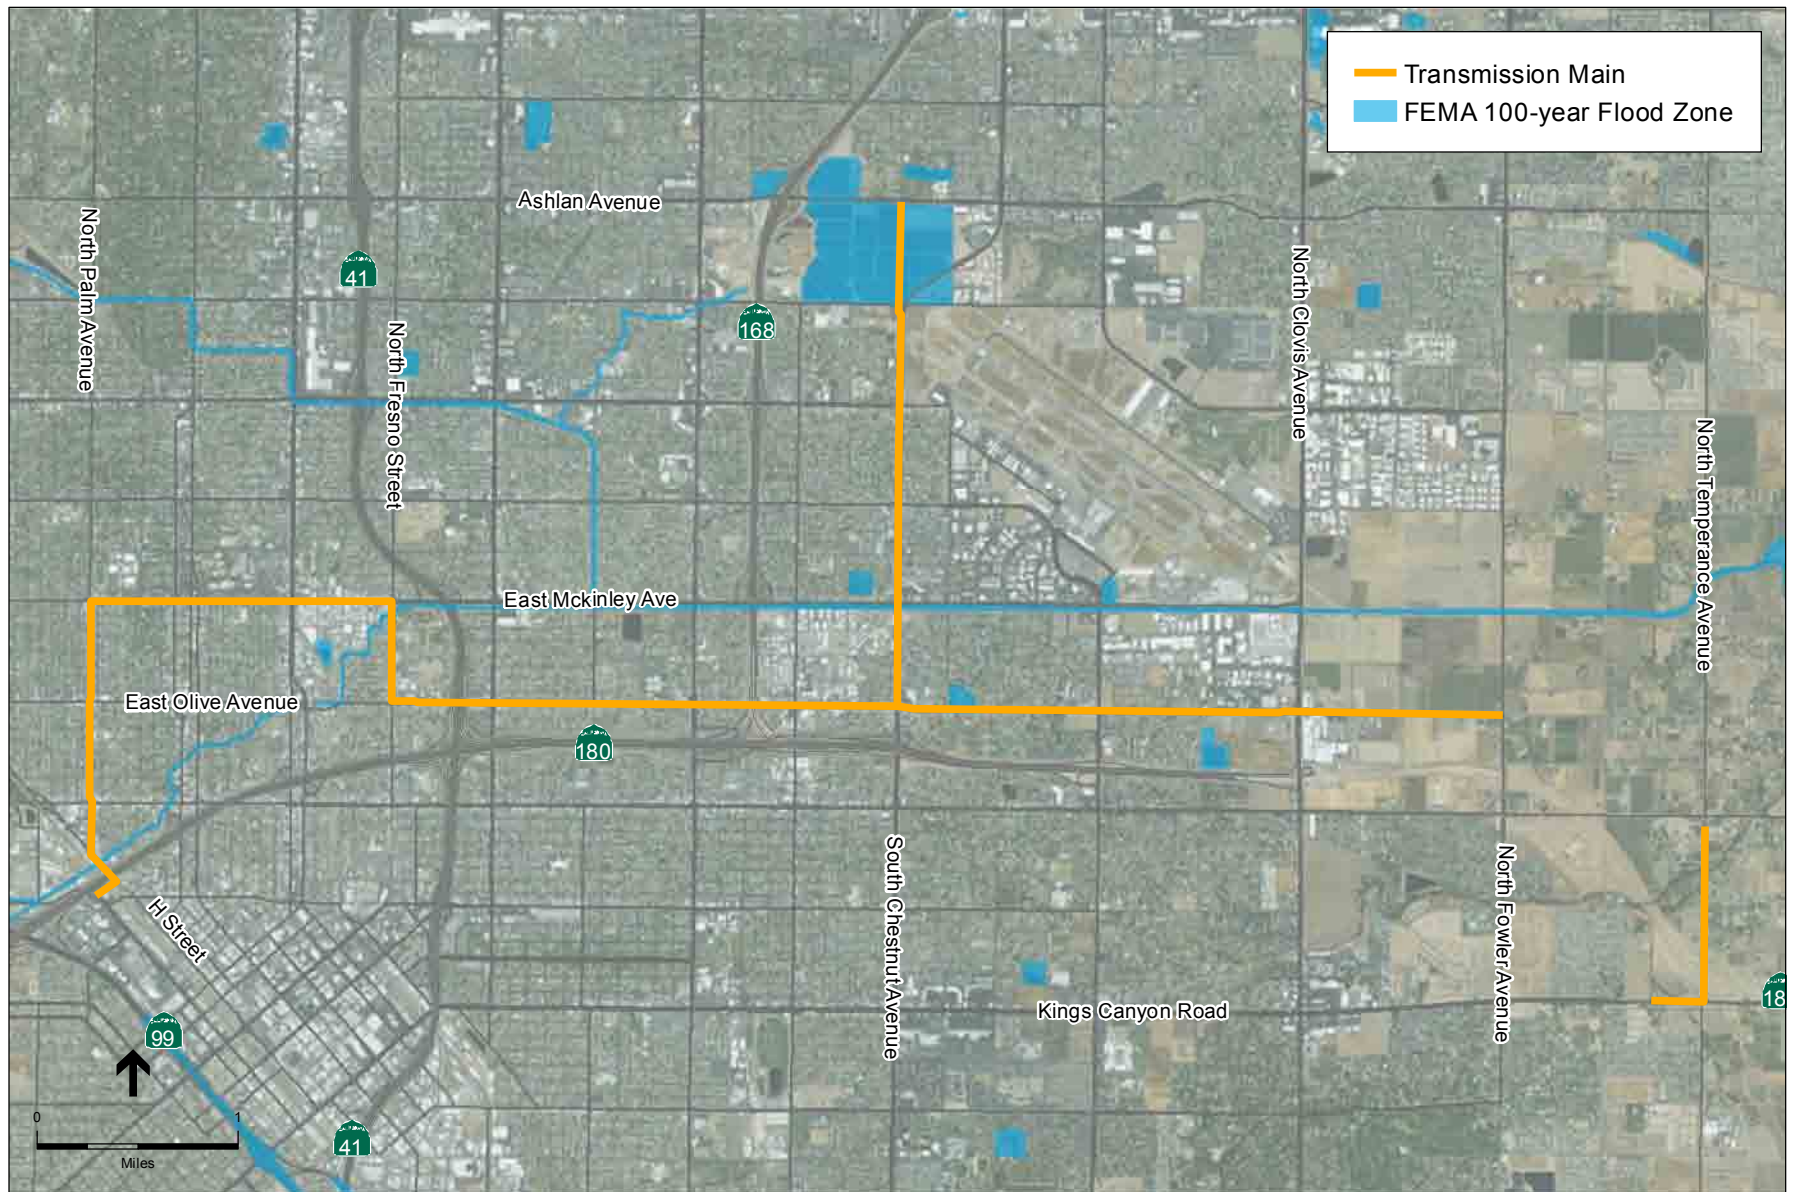 Transmission Main
FEMA 100-year Flood Zone
Ashlan Avenue
North Palm Avenue
41
North Clovis Avenue
168
North Fresno Street
North Temperance Avenue
East Mckinley Ave
East Olive Avenue
180
South Chestnut Avenue
North Fowler Avenue
H Street
Kings Canyon Road
18
99
0
1
Miles
41